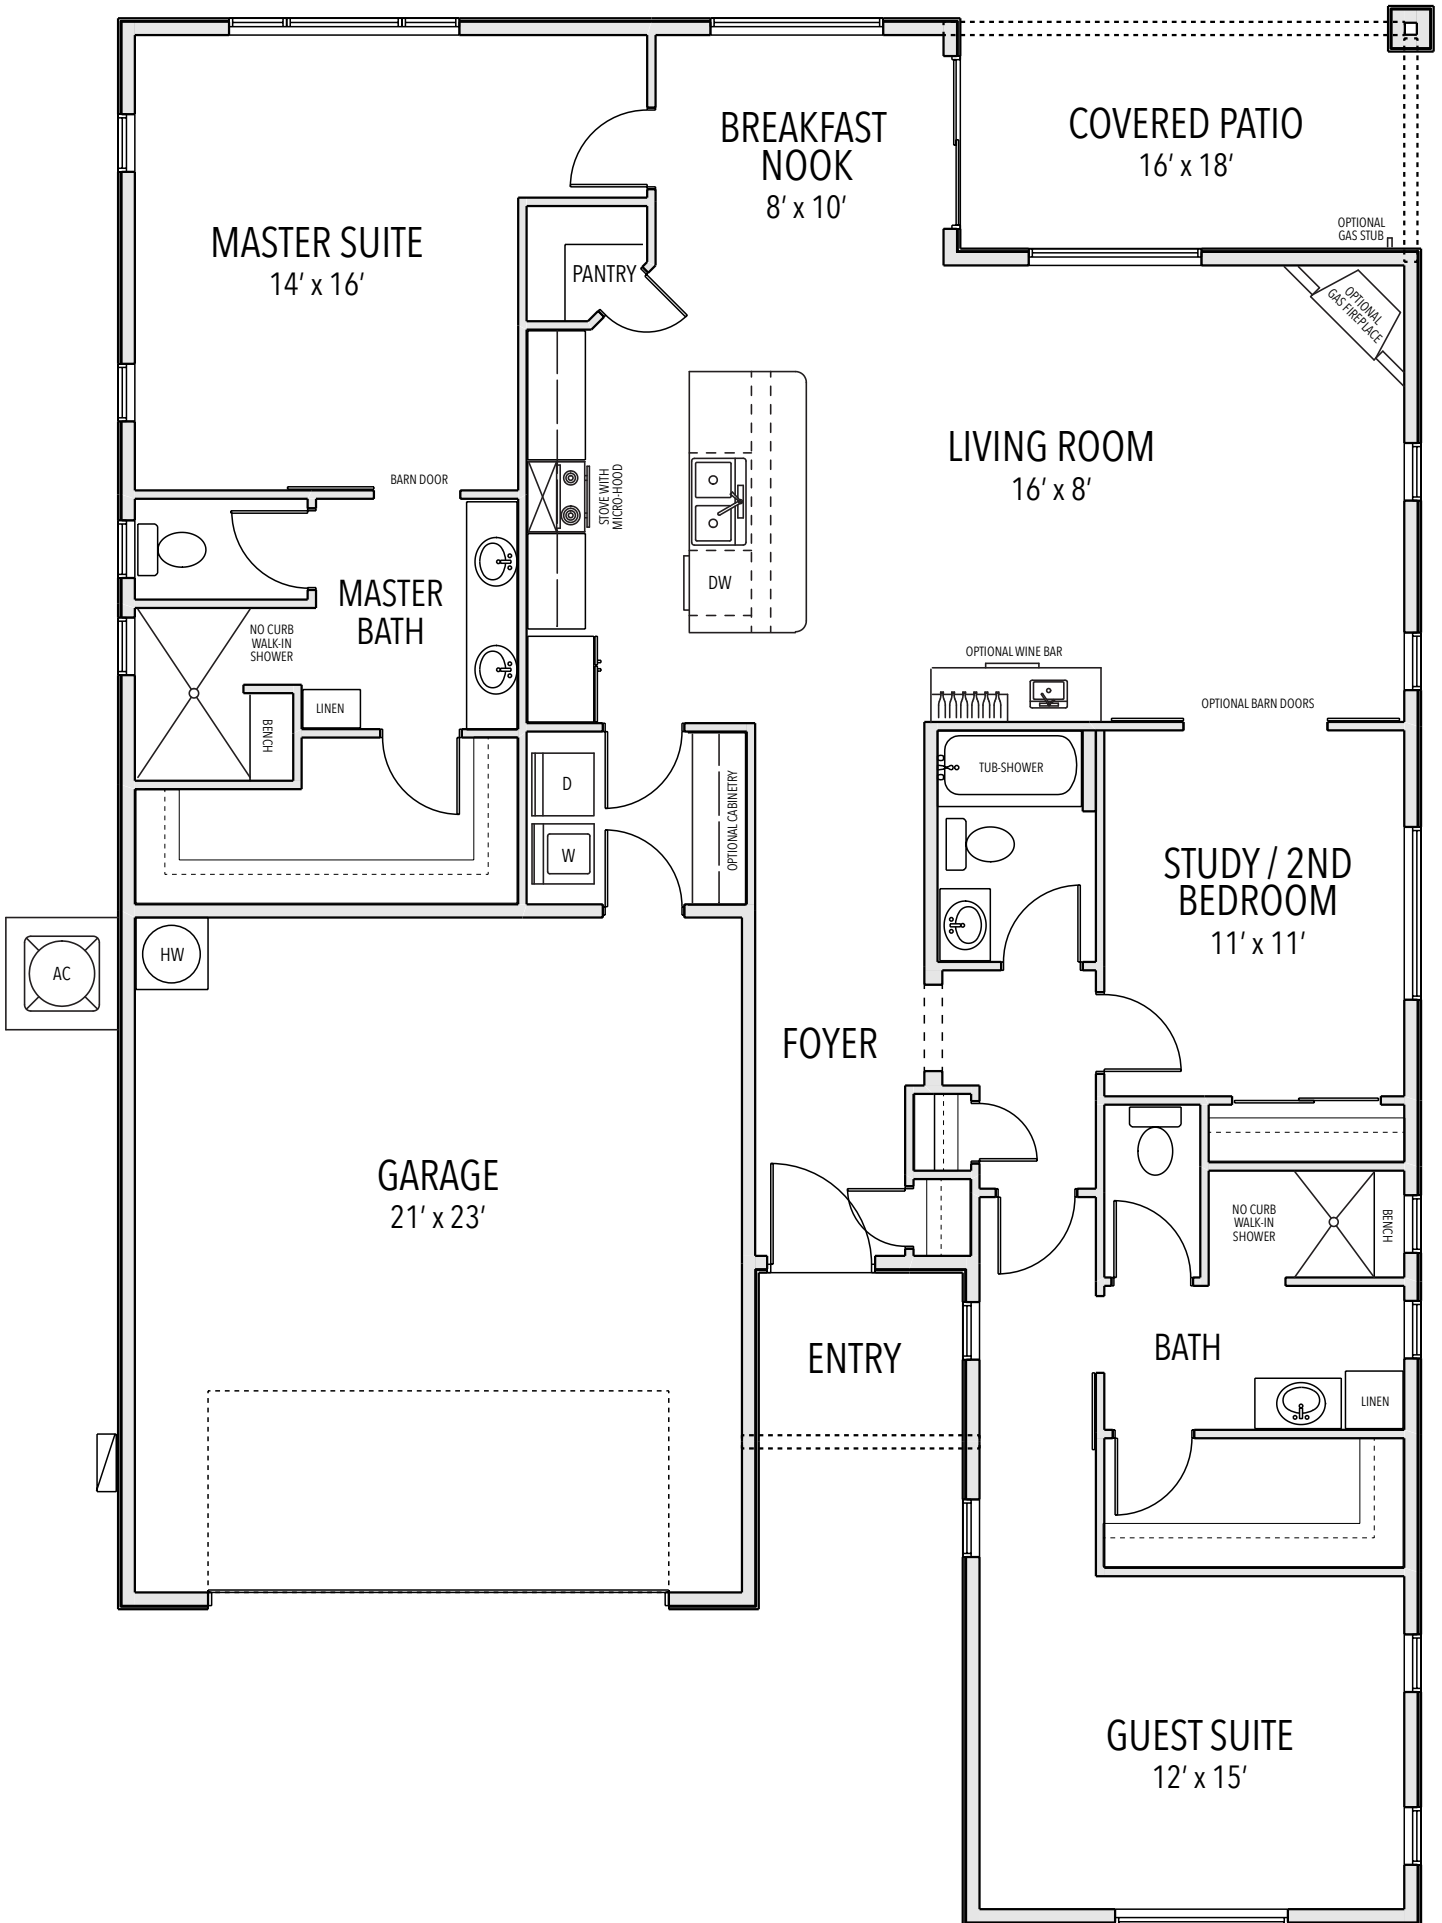 BREAKFAST
NOOK
8' x 10'
COVERED PATIO
16' x 18'
OPTIONAL
GAS STUB
MASTER SUITE
14' x 16'
PANTRY
OPTIONAL
GAS FIREPLACE
LIVING ROOM
16' x 8'
BARN DOOR
STOVE WITH
MICRO-HOOD
DW
MASTER
BATH
NO CURB
WALK-IN
SHOWER
LINEN
BENCH
OPTIONAL WINE BAR
OPTIONAL BARN DOORS
D
W
OPTIONAL CABINETRY
TUB-SHOWER
STUDY / 2ND
BEDROOM
11' x 11'
AC
HW
FOYER
GARAGE
21' x 23'
NO CURB
WALK-IN
SHOWER
BENCH
ENTRY
BATH
LINEN
GUEST SUITE
12' x 15'